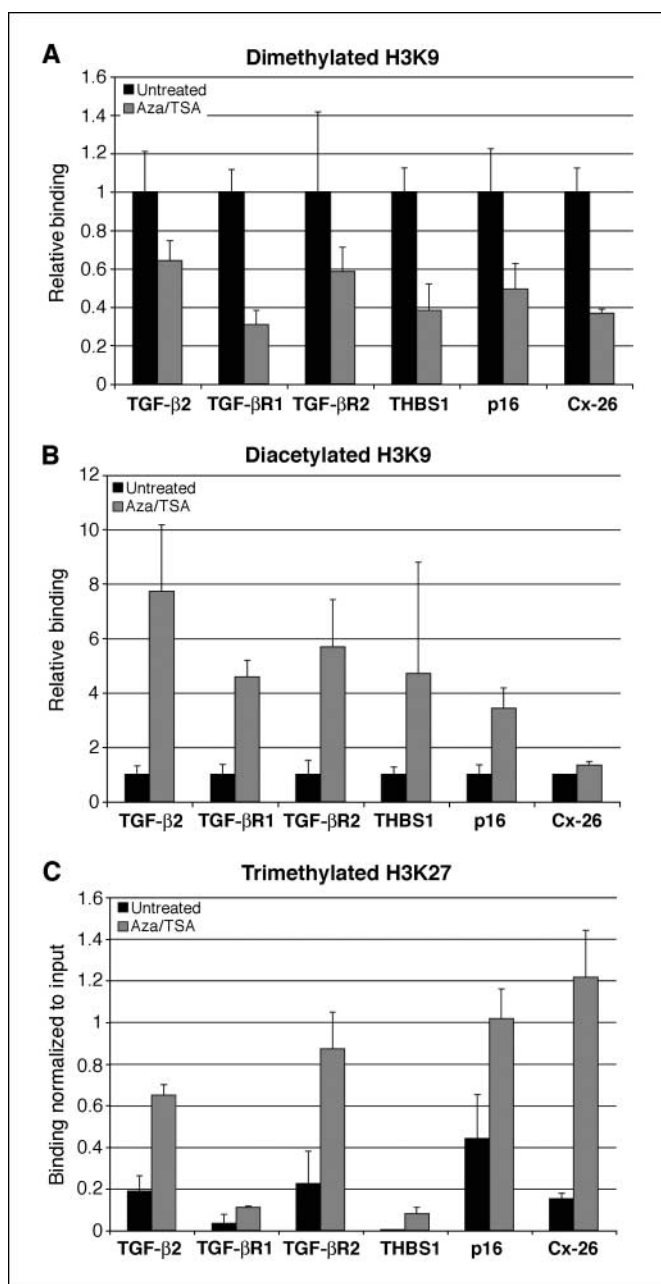 A
Dimethylated H3K9
1.6
1.4
1.2
1
0.8
0.6
0.4
0.2
0
Relative binding
Untreated
Aza/TSA
TGF-β2 TGF-βR1 TGF-βR2 THBS1 p16 Cx-26
B
Diacetylated H3K9
12
10
8
6
4
2
0
Relative binding
Untreated
Aza/TSA
TGF-β2 TGF-βR1 TGF-βR2 THBS1 p16 Cx-26
C
Trimethylated H3K27
1.6
1.4
1.2
1
0.8
0.6
0.4
0.2
0
Binding normalized to input
Untreated
Aza/TSA
TGF-β2 TGF-βR1 TGF-βR2 THBS1 p16 Cx-26